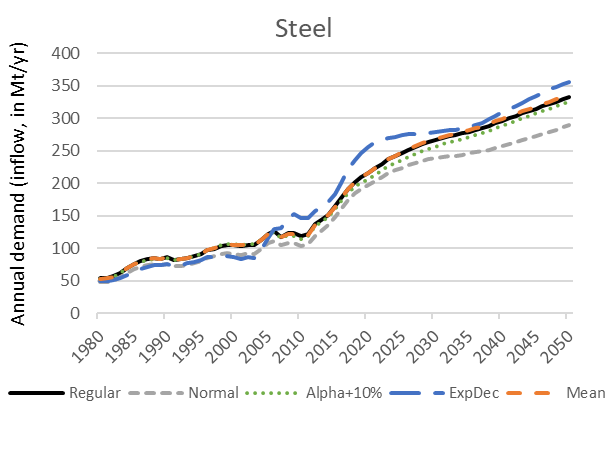 Steel
Annual demand (inflow, in Mt/yr)
400
350
300
250
200
150
100
50
0
1980 1985 1990 1995 2000 2005 2010 2015 2020 2025 2030 2035 2040 2045 2050
Regular Normal Alpha+10% ExpDec Mean